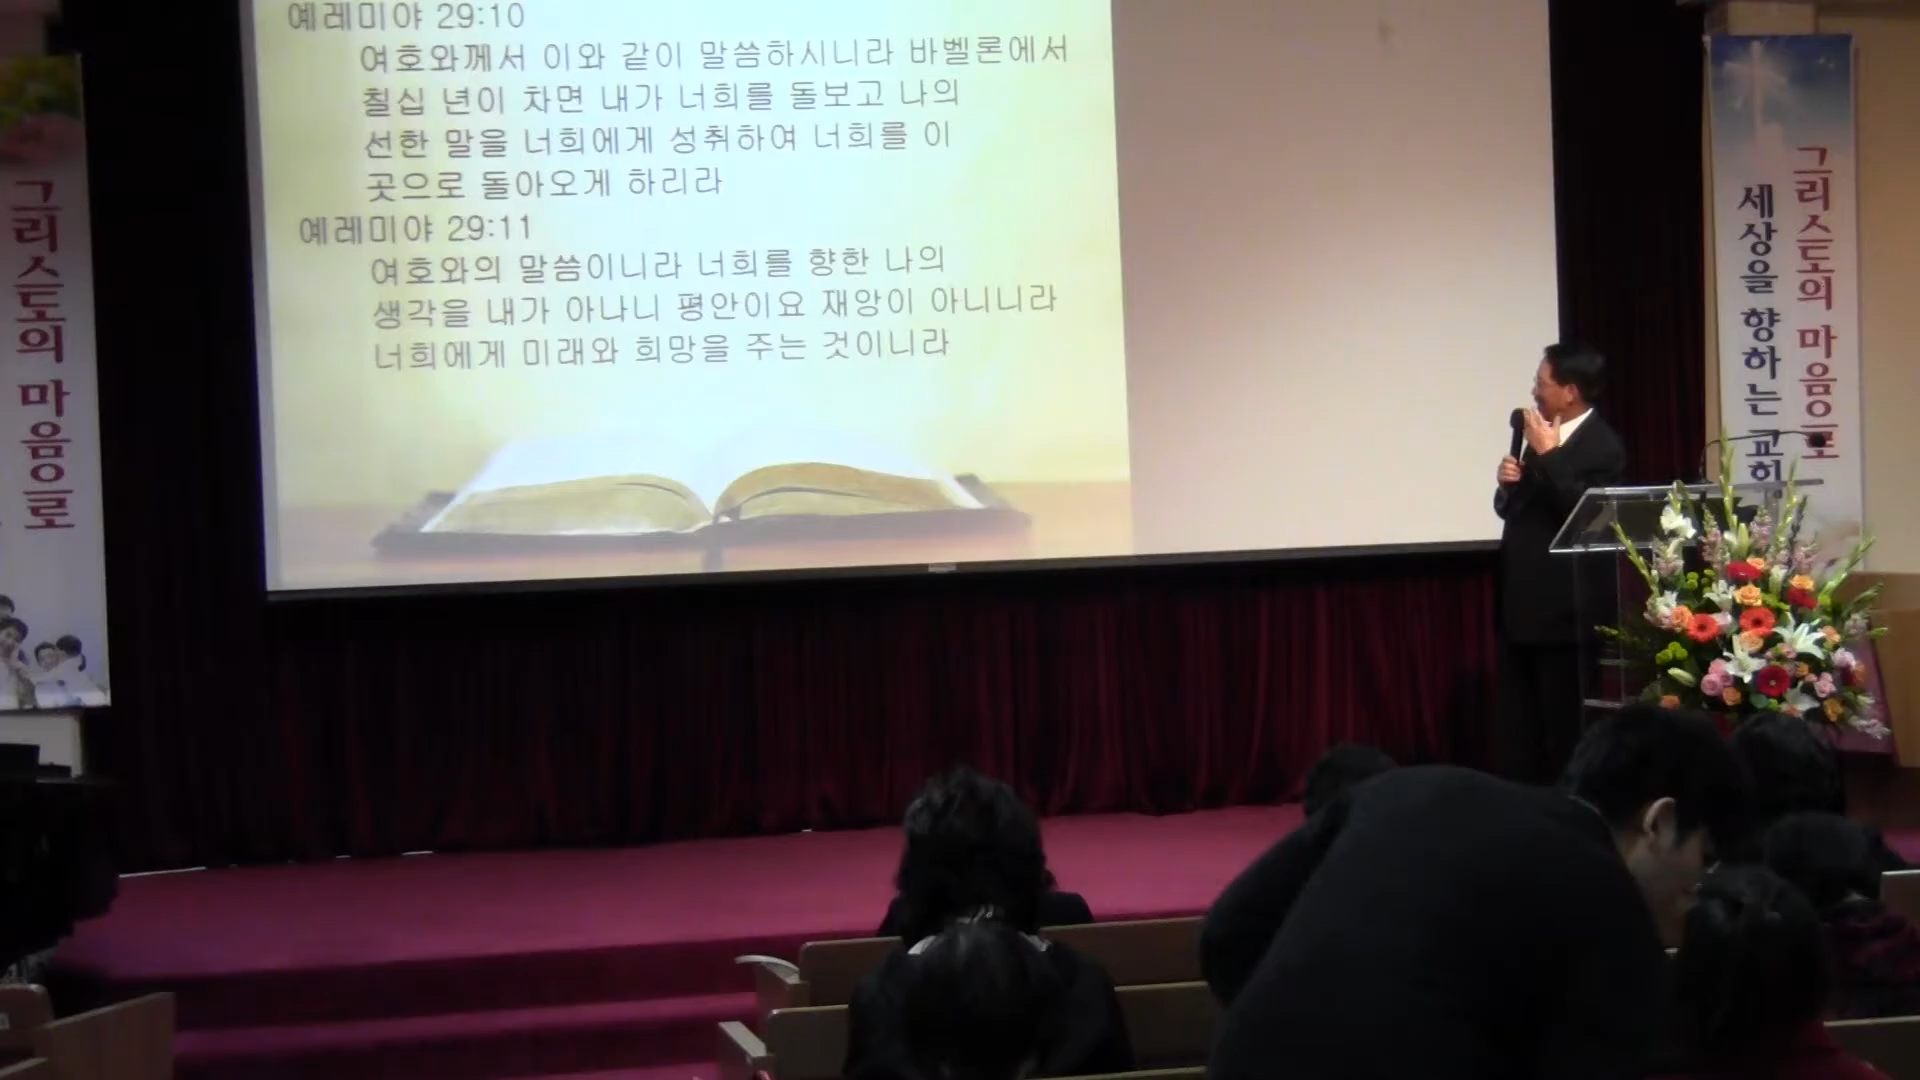 예레미야 29:10
여호와께서 이와 같이 말씀하시니라 바벨론에서
칠십 년이 차면 내가 너희를 돌보고 나의
선한 말을 너희에게 성취하여 너희를 이
곳으로 돌아오게 하리라
예레미야 29:11
여호와의 말씀이니라 너희를 향한 나의
생각을 내가 아나니 평안이요 재앙이 아니니라
너희에게 미래와 희망을 주는 것이니라
그리스도의 마음으로
그리스도의 마음으로
세상을 향하는 교회